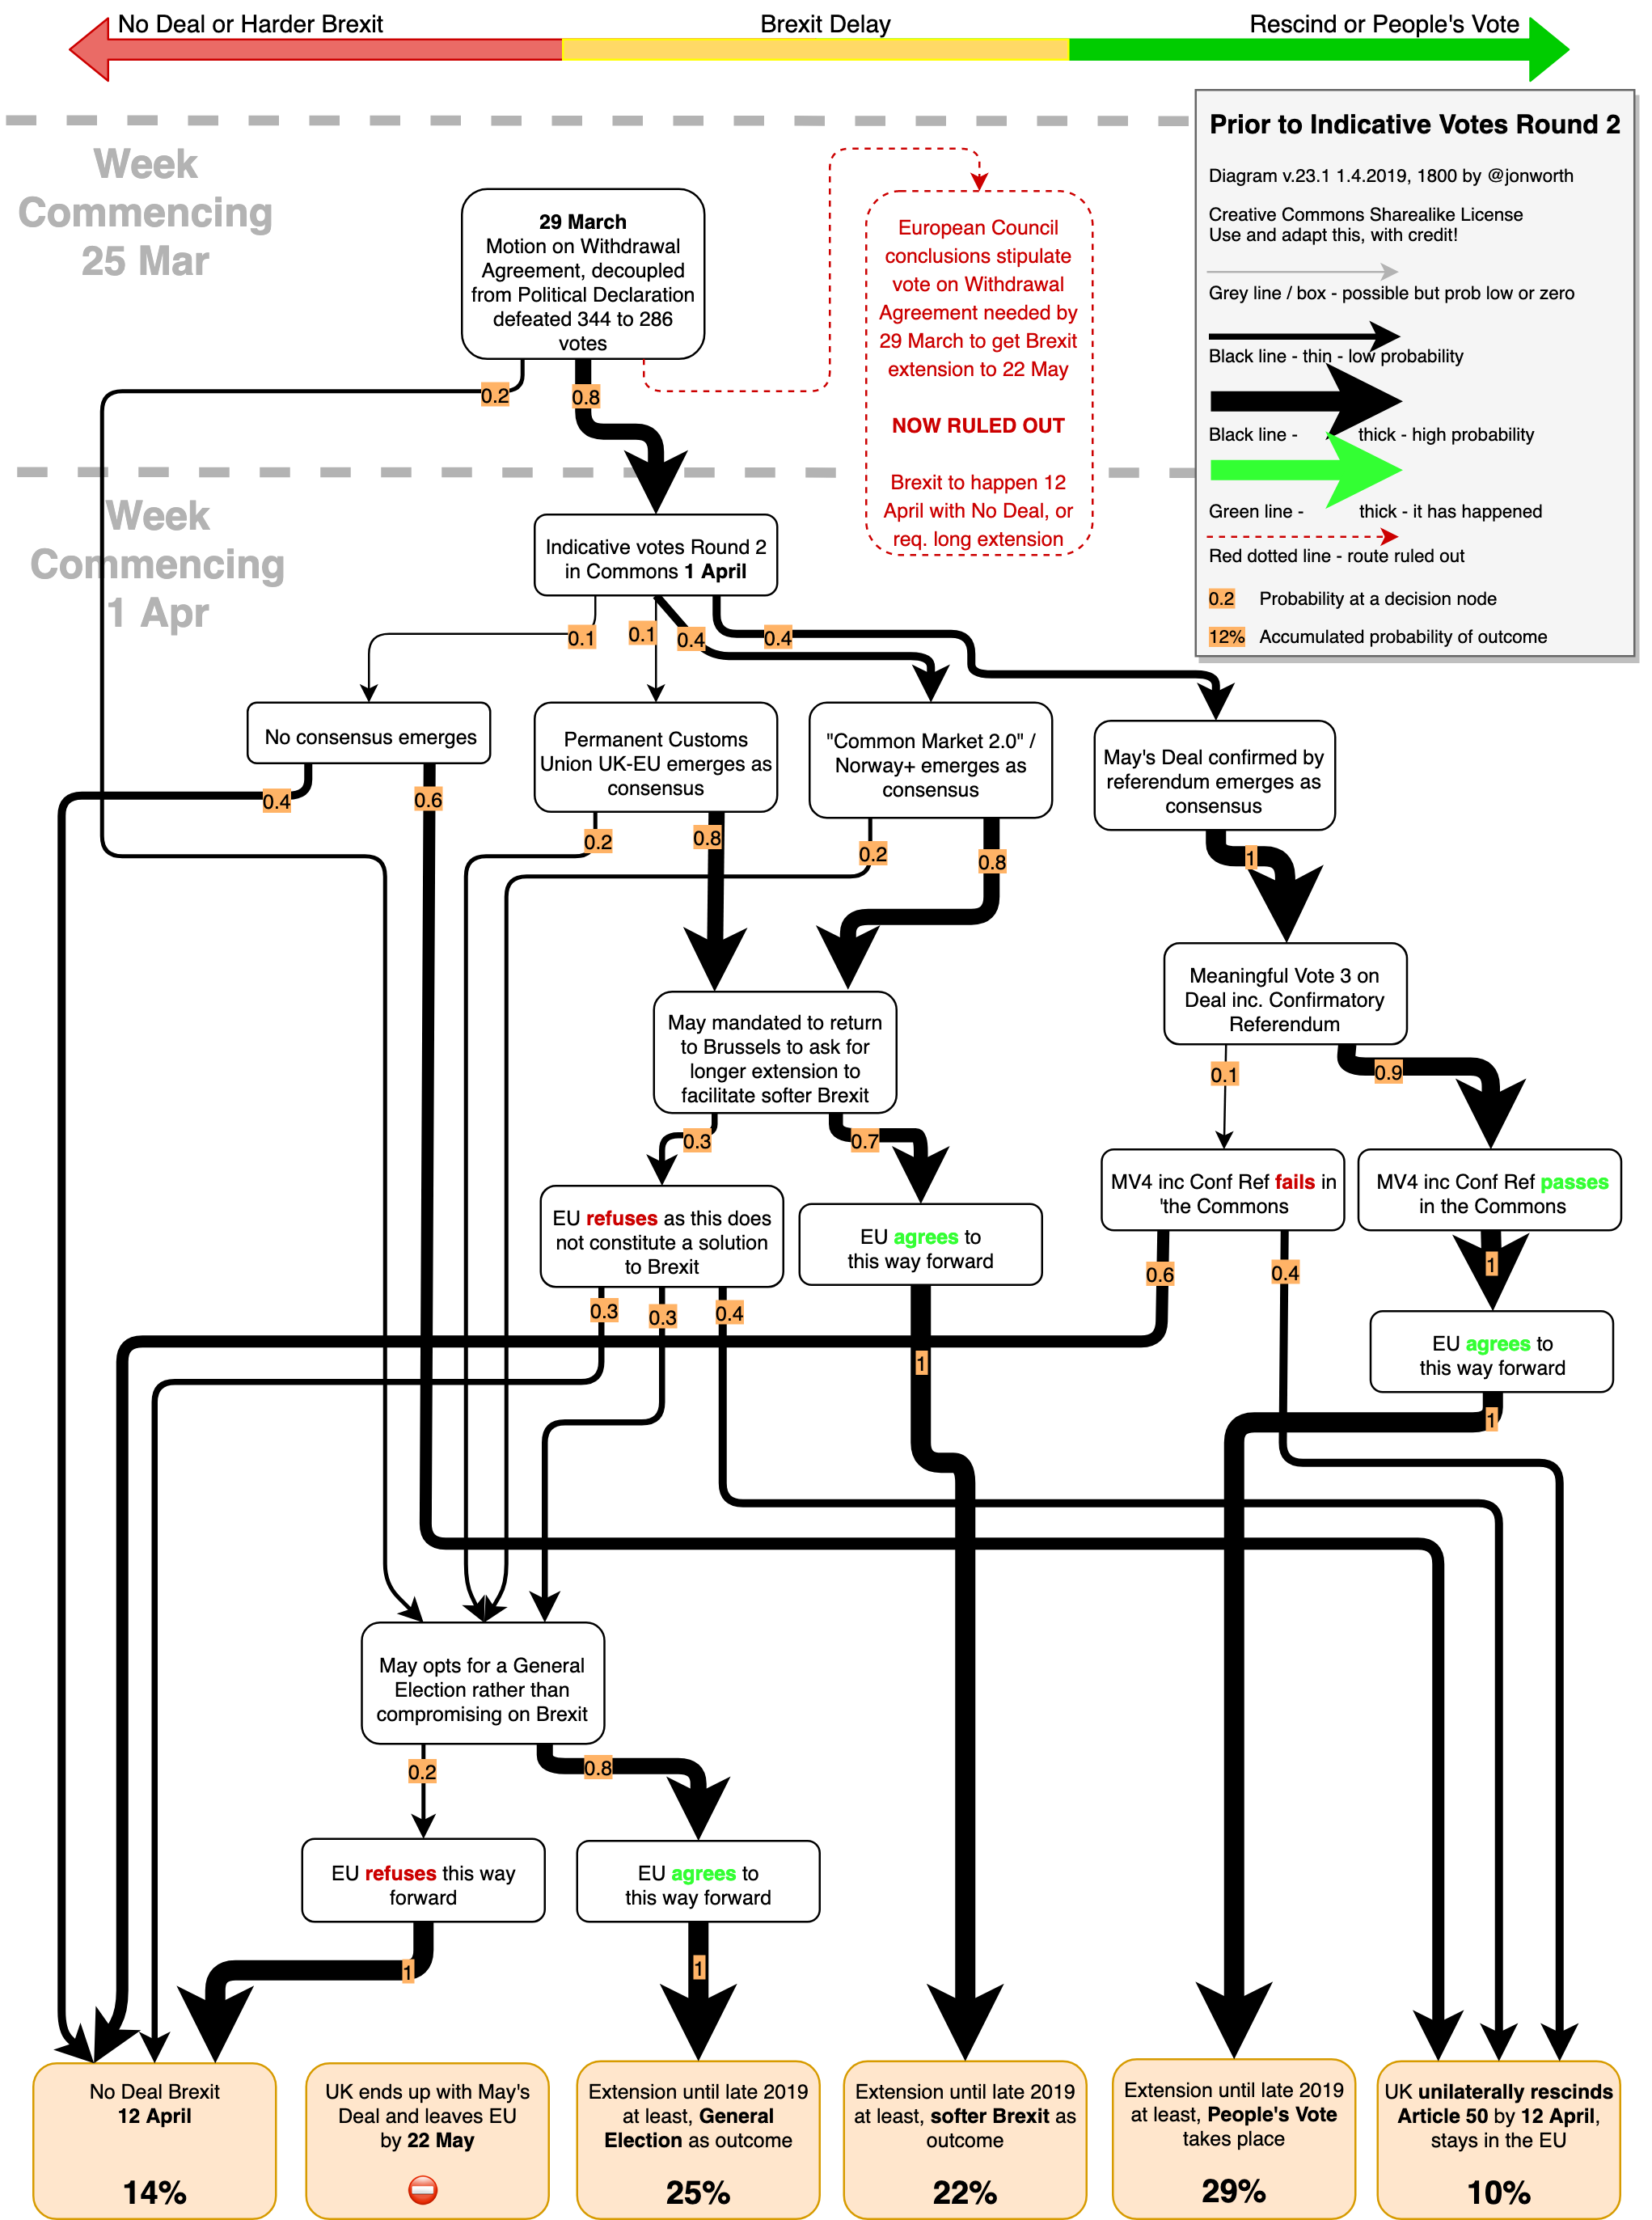 No Deal or Harder Brexit
Brexit Delay
Rescind or People's Vote
Prior to Indicative Votes Round 2
Diagram v.23.1 1.4.2019, 1800 by @jonworth
Creative Commons Sharealike License
Use and adapt this, with credit!
Grey line / box - possible but prob low or zero
Black line - thin - low probability
Black line - thick - high probability
Green line - thick - it has happened
Red dotted line - route ruled out
0.2 Probability at a decision node
12% Accumulated probability of outcome
Week
Commencing
25 Mar
29 March
Motion on Withdrawal
Agreement, decoupled
from Political Declaration
defeated 344 to 286
votes
European Council
conclusions stipulate
vote on Withdrawal
Agreement needed by
29 March to get Brexit
extension to 22 May
NOW RULED OUT
Brexit to happen 12
April with No Deal, or
req. long extension
0.2
0.8
Week
Commencing
1 Apr
Indicative votes Round 2
in Commons 1 April
0.1
0.1
0.4
0.4
No consensus emerges
Permanent Customs
Union UK-EU emerges as
consensus
"Common Market 2.0" /
Norway+ emerges as
consensus
May's Deal confirmed by
referendum emerges as
consensus
0.4
0.6
0.2
0.8
0.2
0.8
1
Meaningful Vote 3 on
Deal inc. Confirmatory
Referendum
May mandated to return
to Brussels to ask for
longer extension to
facilitate softer Brexit
0.1
0.9
0.3
0.7
MV4 inc Conf Ref fails in
'the Commons
MV4 inc Conf Ref passes
in the Commons
EU refuses as this does
not constitute a solution
to Brexit
EU agrees to
this way forward
0.6
0.4
1
0.3
0.3
0.4
1
EU agrees to
this way forward
1
May opts for a General
Election rather than
compromising on Brexit
0.2
0.8
EU refuses this way
forward
EU agrees to
this way forward
1
1
No Deal Brexit
12 April
14%
UK ends up with May's
Deal and leaves EU
by 22 May
Extension until late 2019
at least, General
Election as outcome
25%
Extension until late 2019
at least, softer Brexit as
outcome
22%
Extension until late 2019
at least, People's Vote
takes place
29%
UK unilaterally rescinds
Article 50 by 12 April,
stays in the EU
10%